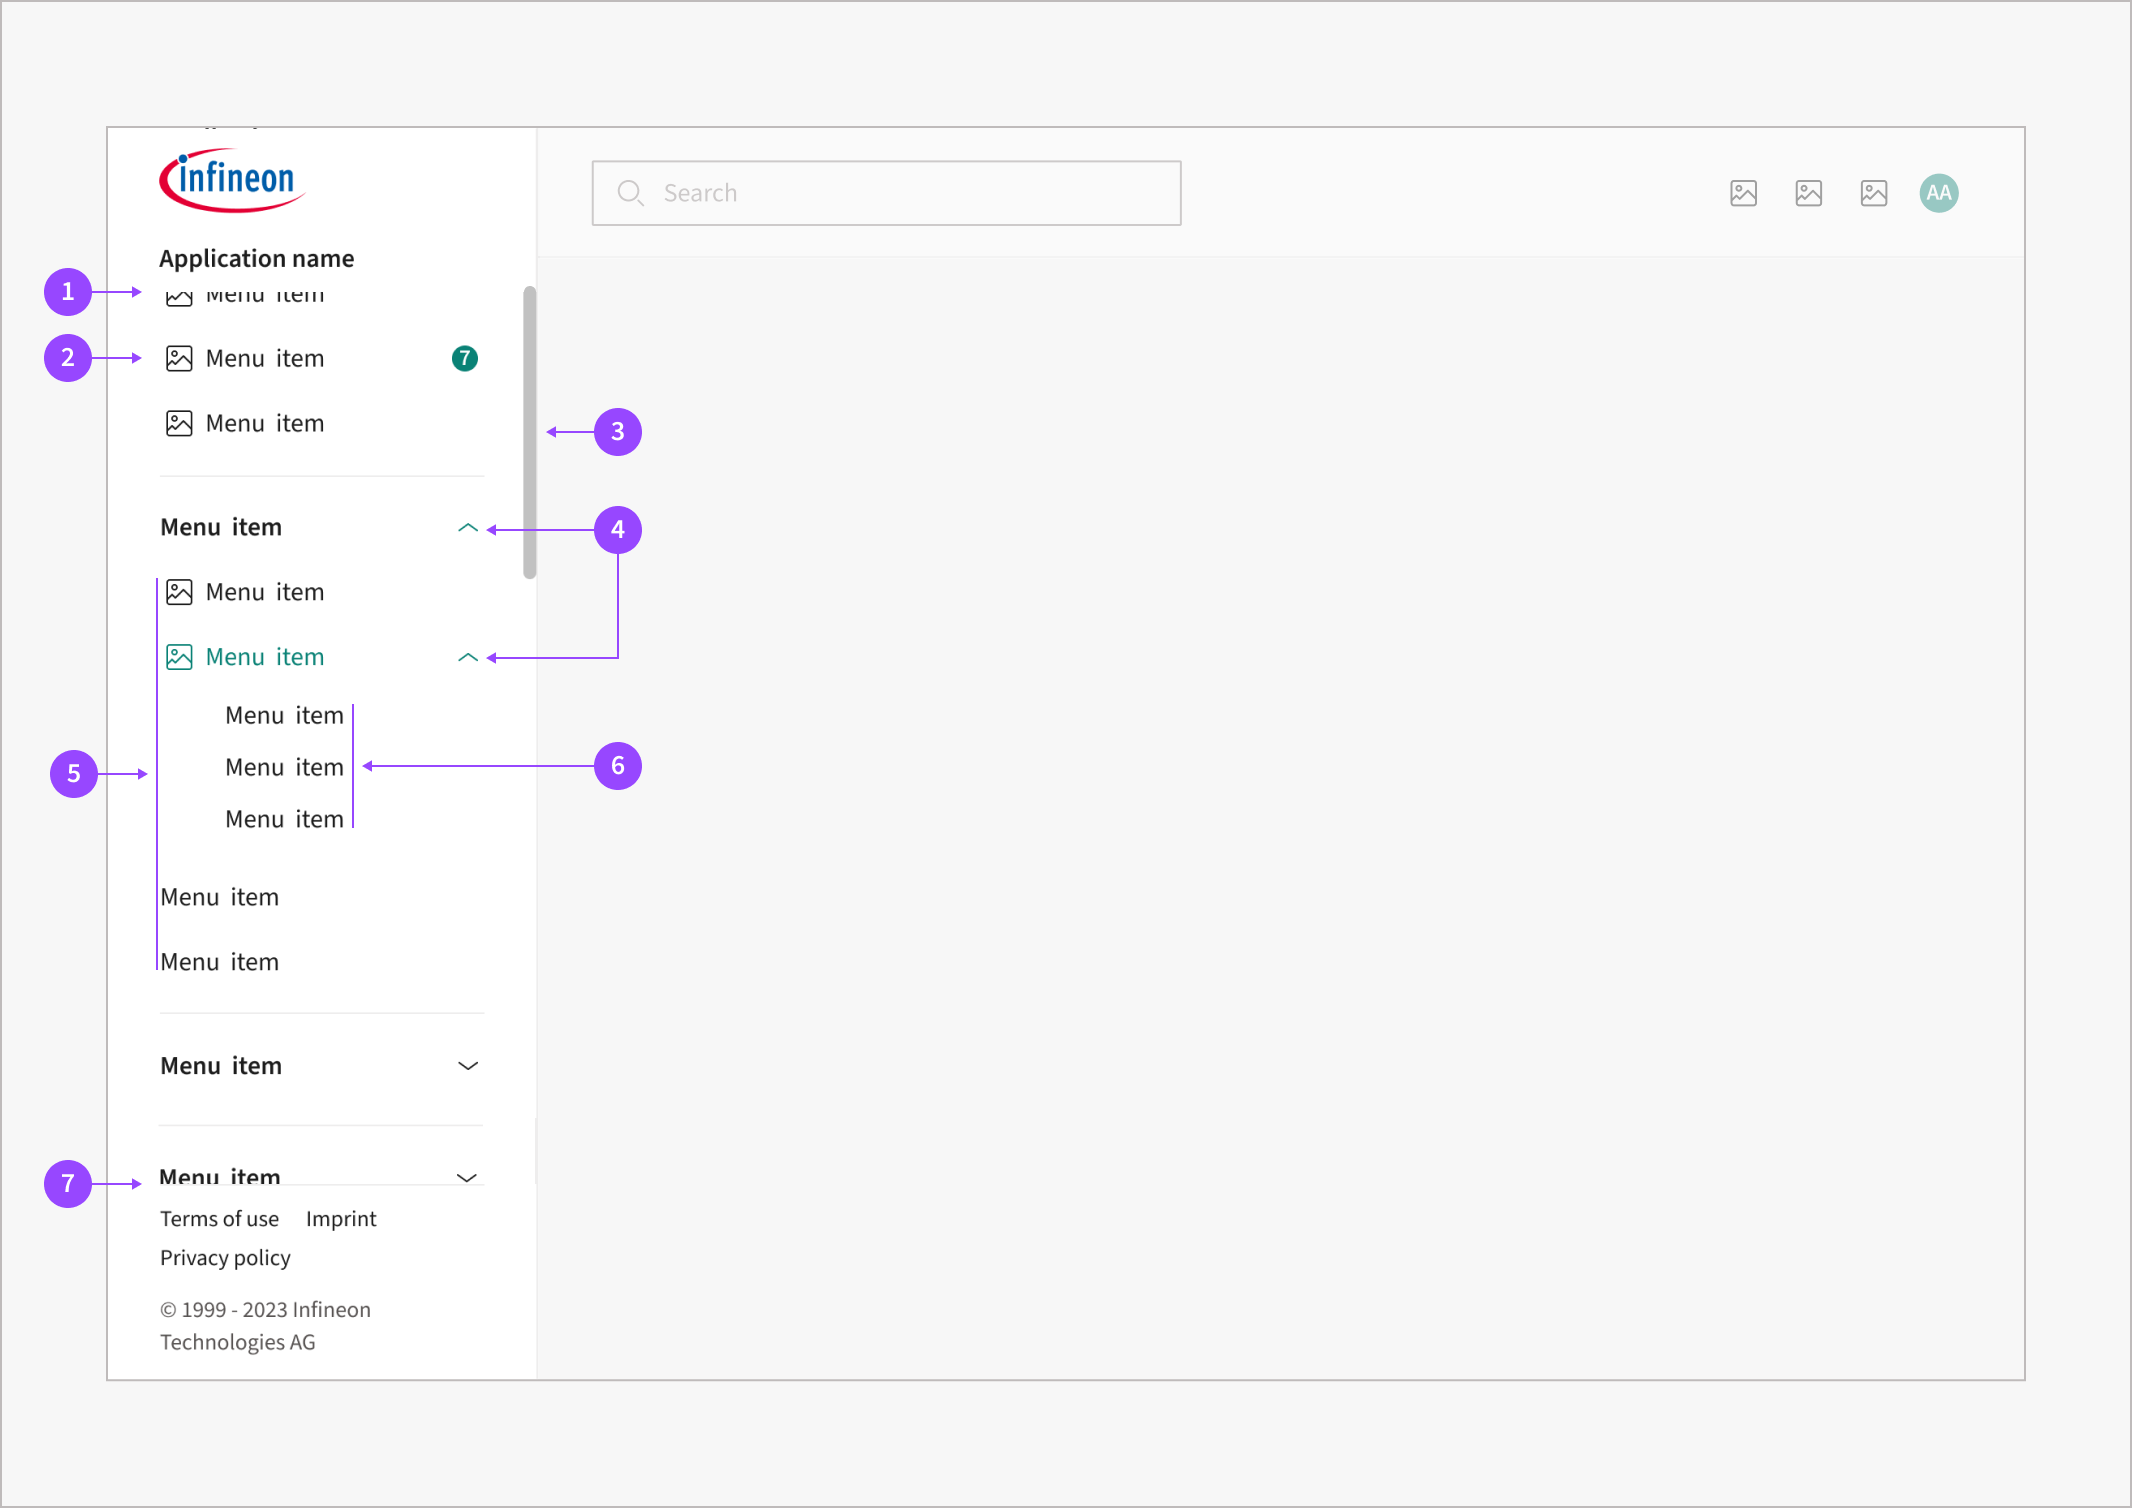 infineon
Search
AA
Application name
1
Menu item
2
Menu item
7
Menu item
3
Menu item
4
Menu item
Menu item
Menu item
Menu item
5
6
Menu item
Menu item
Menu item
Menu item
7
Menu item
Terms of use Imprint
Privacy policy
© 1999 - 2023 Infineon
Technologies AG